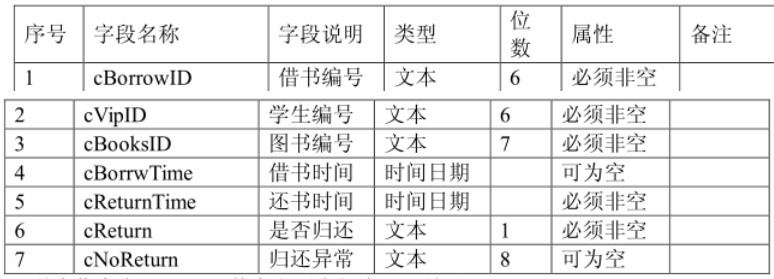 序号 字段名称 字段说明 类型 位数 属性 备注
1 cBorrowID 借书编号 文本 6 必须非空
2 cVipID 学生编号 文本 6 必须非空
3 cBooksID 图书编号 文本 7 必须非空
4 cBorrwTime 借书时间 时间日期 可为空
5 cReturnTime 还书时间 时间日期 必须非空
6 cReturn 是否归还 文本 1 必须非空
7 cNoReturn 归还异常 文本 8 可为空